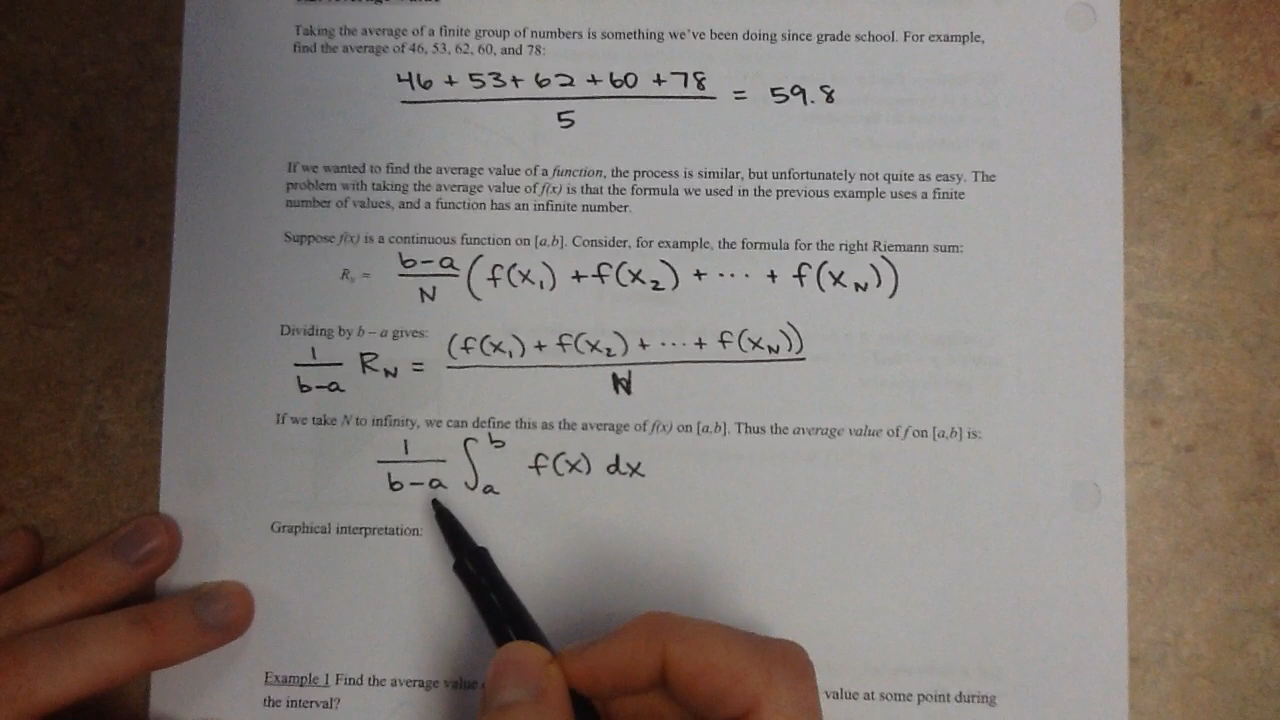 Taking the average of a finite group of numbers is something we've been doing since grade school. For example,
find the average of 46, 53, 62, 60, and 78:
46 + 53 + 62 + 60 + 78
= 59.8
5
If we wanted to find the average value of a function, the process is similar, but unfortunately not quite as easy. The
problem with taking the average value of f(x) is that the formula we used in the previous example uses a finite
number of values, and a function has an infinite number.
Suppose f(x) is a continuous function on [a,b]. Consider, for example, the formula for the right Riemann sum:
R_N = (b-a)/N (f(x₁) + f(x₂) + ... + f(x_N))
Dividing by b – a gives:
1/(b-a) R_N = (f(x₁) + f(x₂) + ... + f(x_N))/N
If we take N to infinity, we can define this as the average of f(x) on [a,b]. Thus the average value of f on [a,b] is:
1/(b-a) ∫_a^b f(x) dx
Graphical interpretation:
Example 1 Find the average value
value at some point during
the interval?